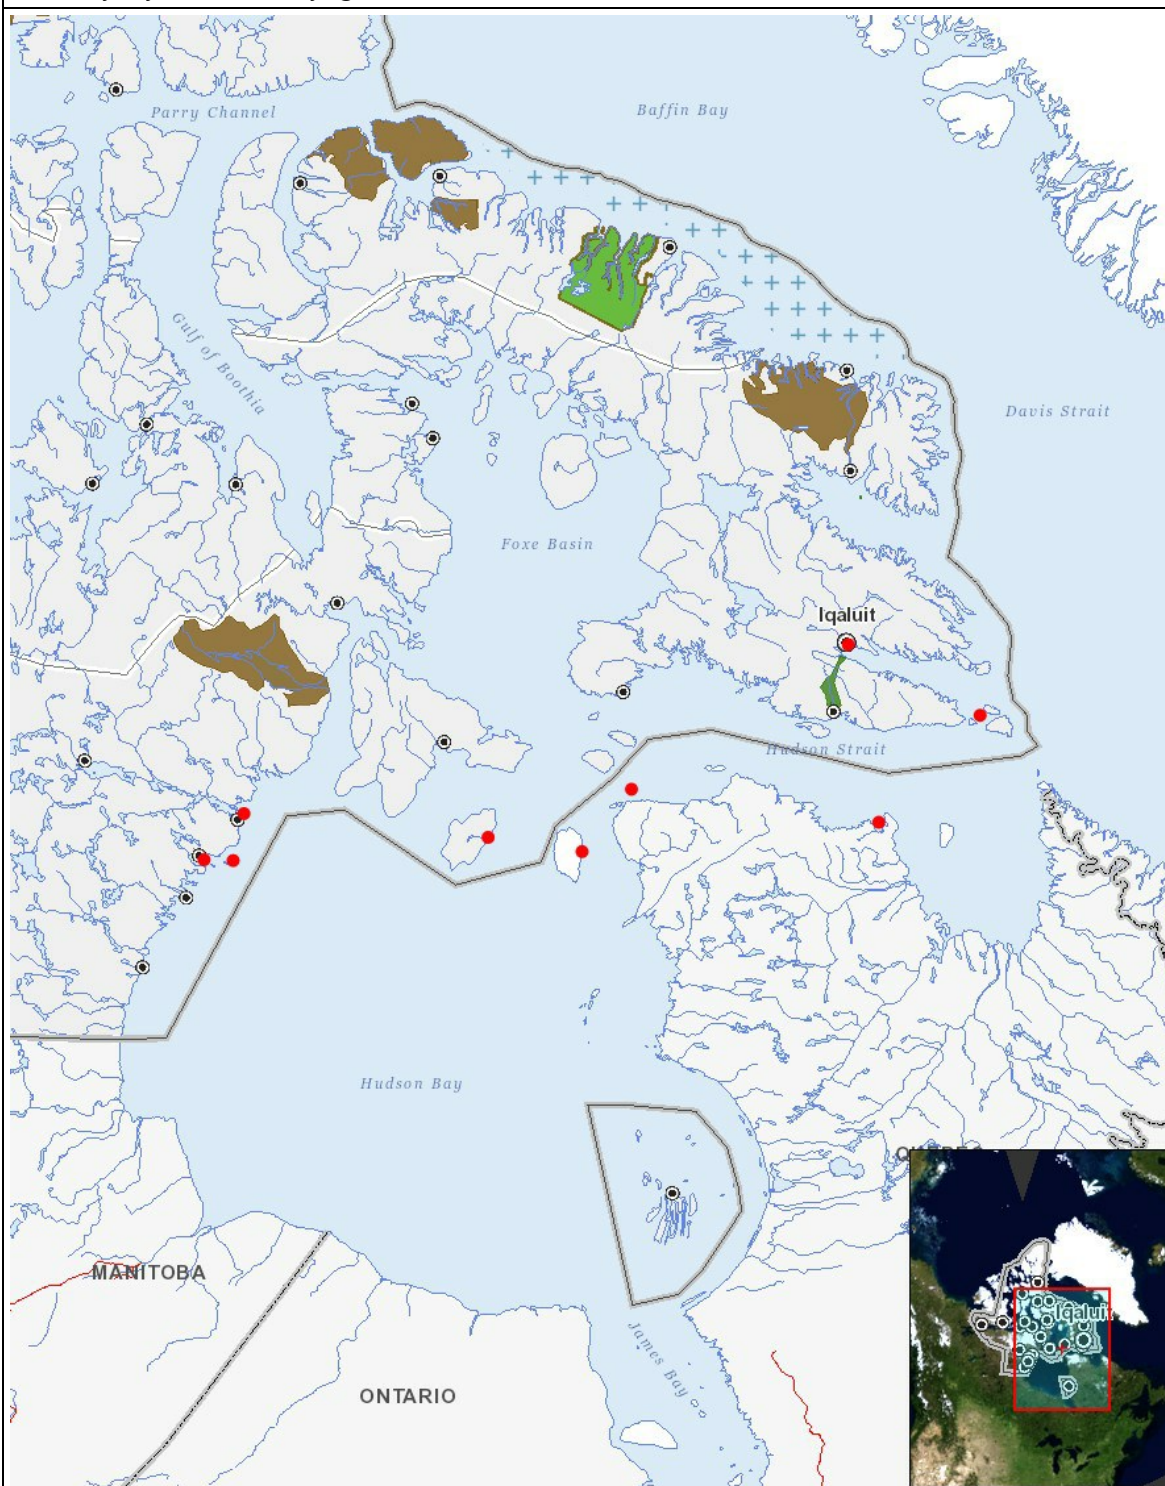 Parry Channel
Baffin Bay
Gulf of Boothia
Davis Strait
Foxe Basin
Iqaluit
Hudson Strait
Hudson Bay
MANITOBA
Iqaluit
James Bay
ONTARIO